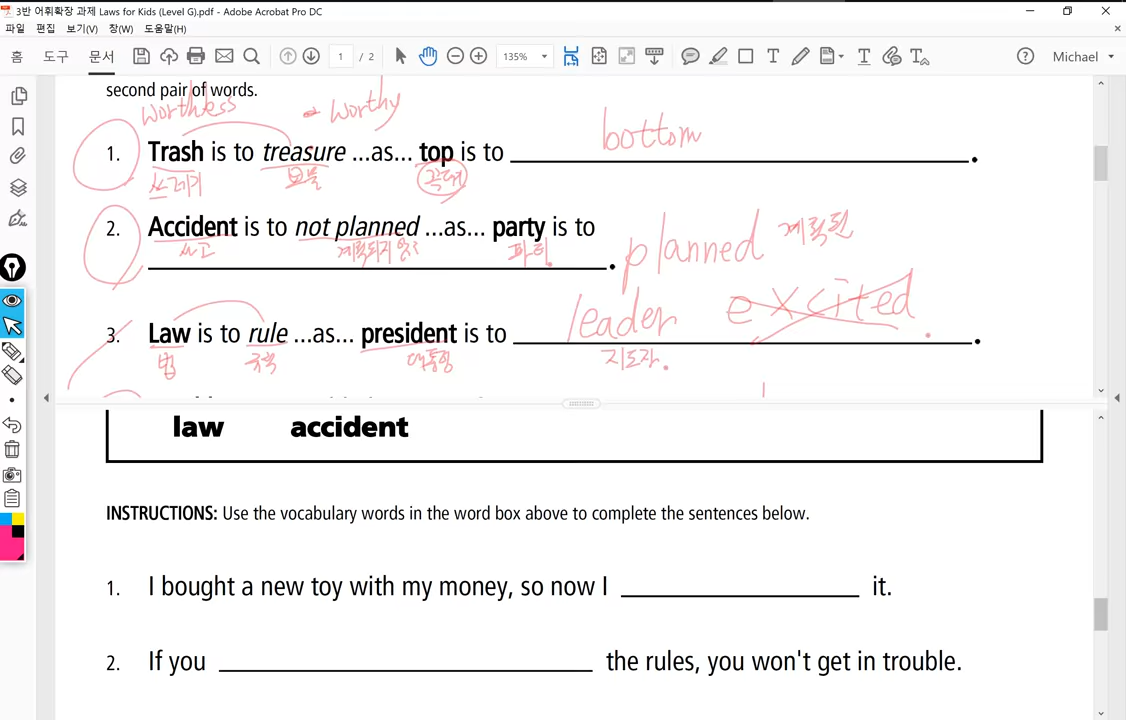 3반 어휘확장 과제 Laws for Kids (Level G).pdf - Adobe Acrobat Pro DC
파일 편집 보기(V) 창(W) 도움말(H)
홈 도구 문서 1 / 2 135% Michael
second pair of words.
worthless worthy
1. Trash is to treasure ...as... top is to bottom.
쓰레기 보물 꼭대기
2. Accident is to not planned ...as... party is to
사고 계획되지 않은 파티 planned 계획된
excited
3. Law is to rule ...as... president is to leader.
법 규칙 대통령 지도자.
law accident
INSTRUCTIONS: Use the vocabulary words in the word box above to complete the sentences below.
1. I bought a new toy with my money, so now I ____ it.
2. If you ____ the rules, you won't get in trouble.